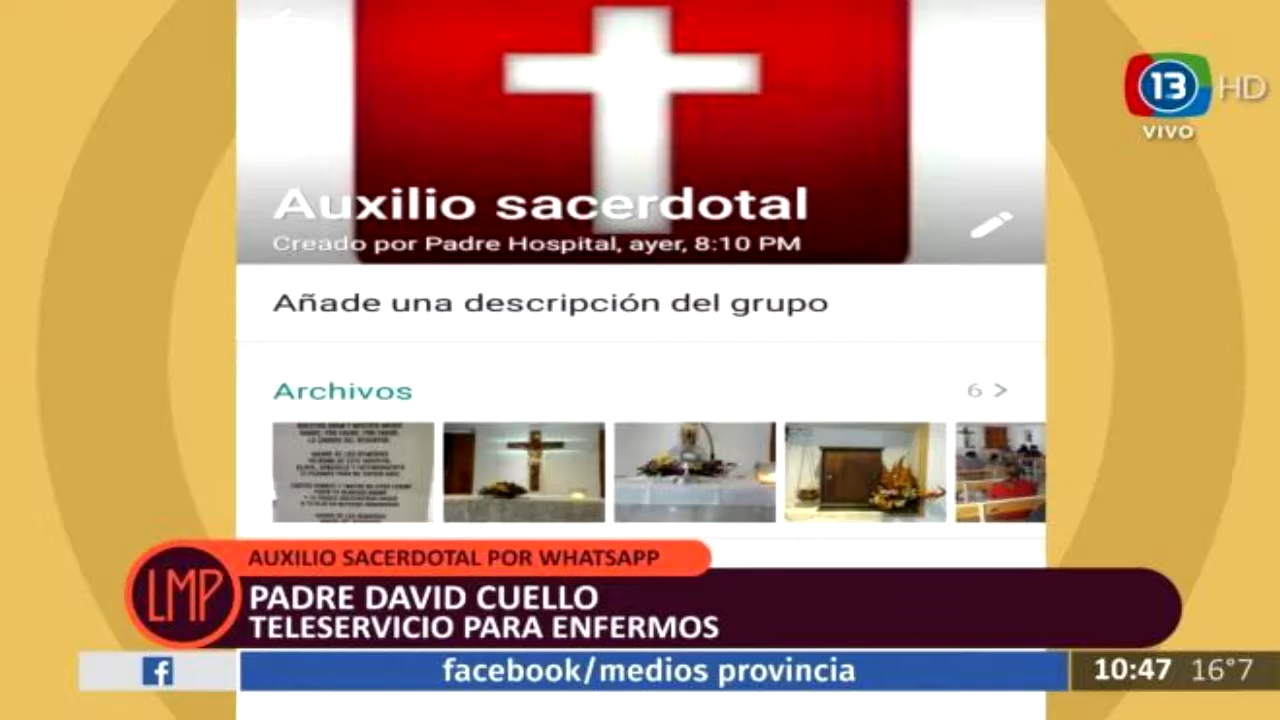 13 HD
VIVO
Auxilio sacerdotal
Creado por Padre Hospital, ayer, 8:10 PM
Añade una descripción del grupo
Archivos
6 >
AUXILIO SACERDOTAL POR WHATSAPP
LMP
PADRE DAVID CUELLO
TELESERVICIO PARA ENFERMOS
f facebook/medios provincia
10:47 16°7